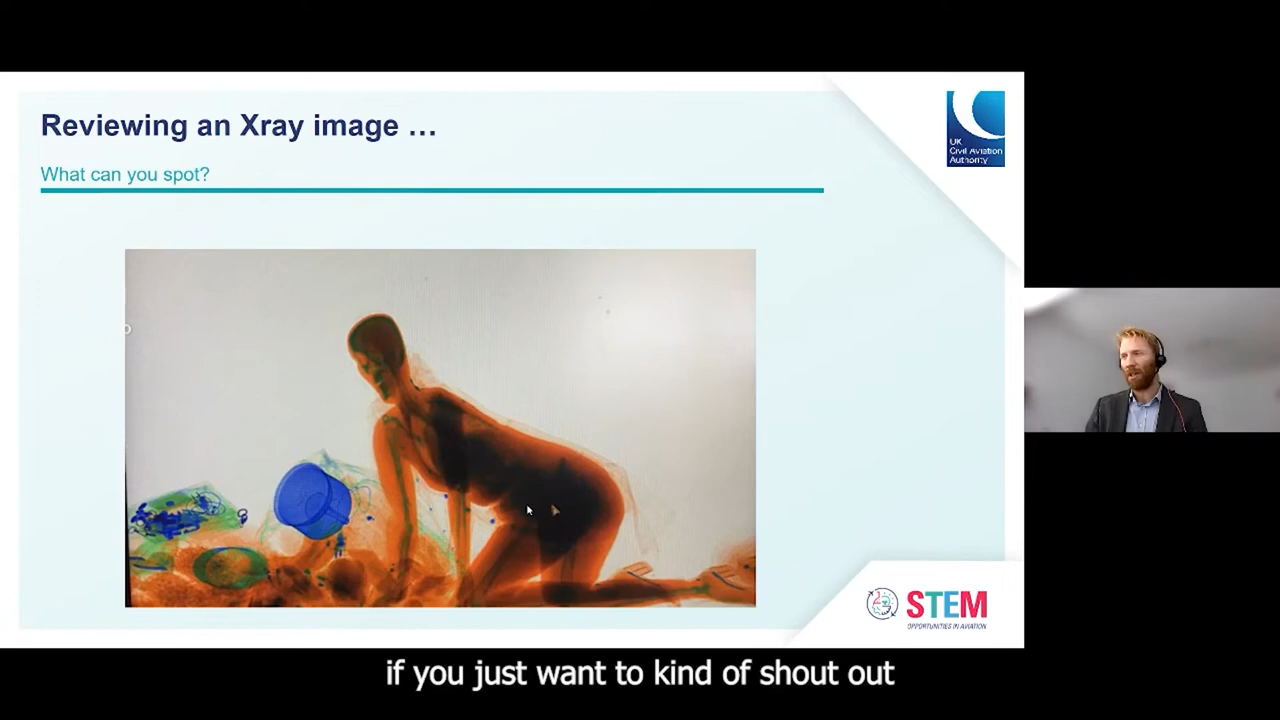 Reviewing an Xray image …
What can you spot?
UK
Civil Aviation
Authority
STEM
OPPORTUNITIES IN AVIATION
if you just want to kind of shout out